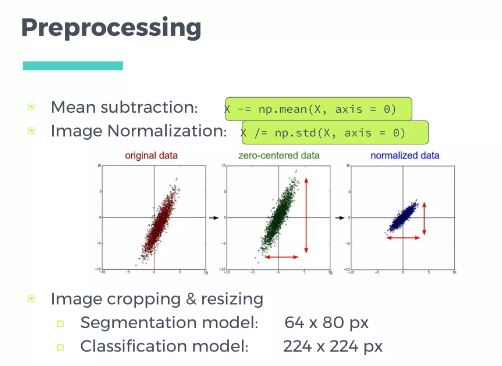 Preprocessing
Mean subtraction: X -= np.mean(X, axis = 0)
Image Normalization: X /= np.std(X, axis = 0)
original data zero-centered data normalized data
Image cropping & resizing
Segmentation model: 64 x 80 px
Classification model: 224 x 224 px